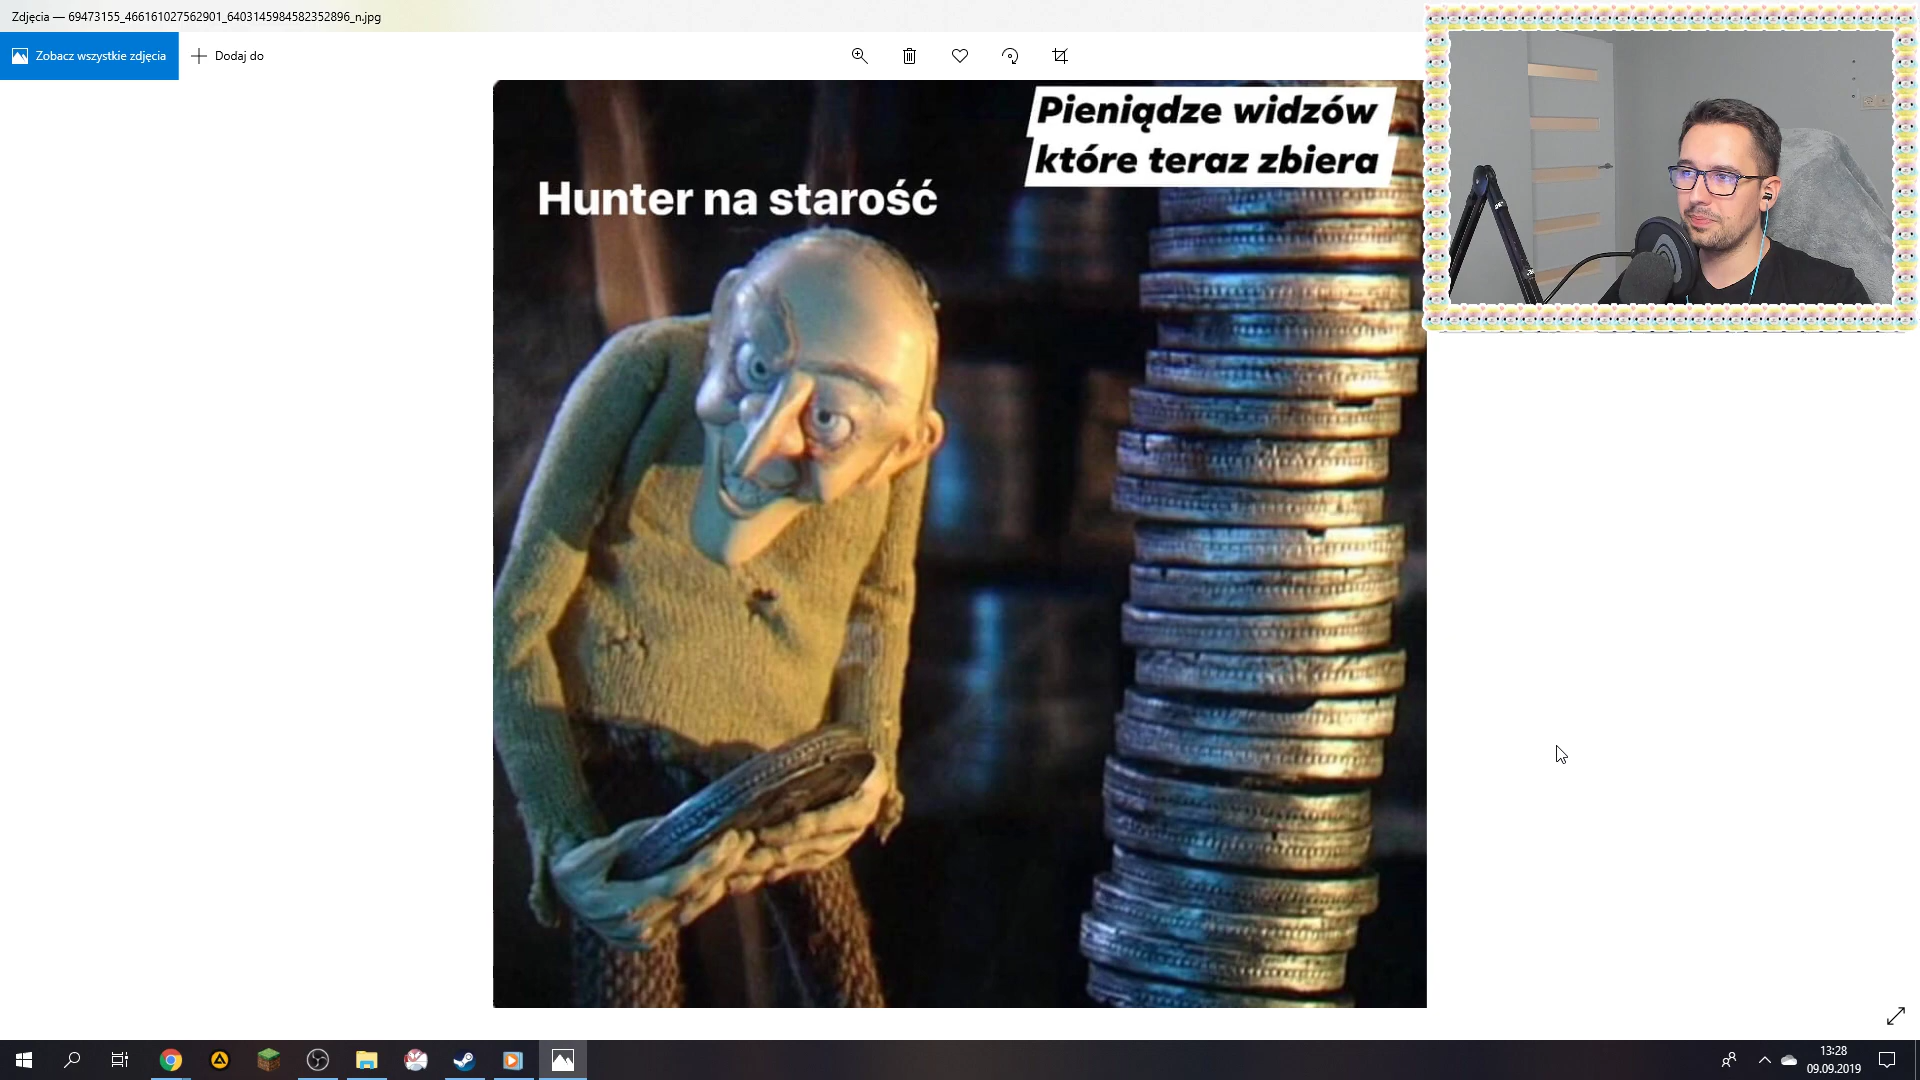 Zdjęcia — 69473155_466161027562901_6403145984582352896_n.jpg
Zobacz wszystkie zdjęcia
Dodaj do
Pieniądze widzów
które teraz zbiera
Hunter na starość
13:28
09.09.2019